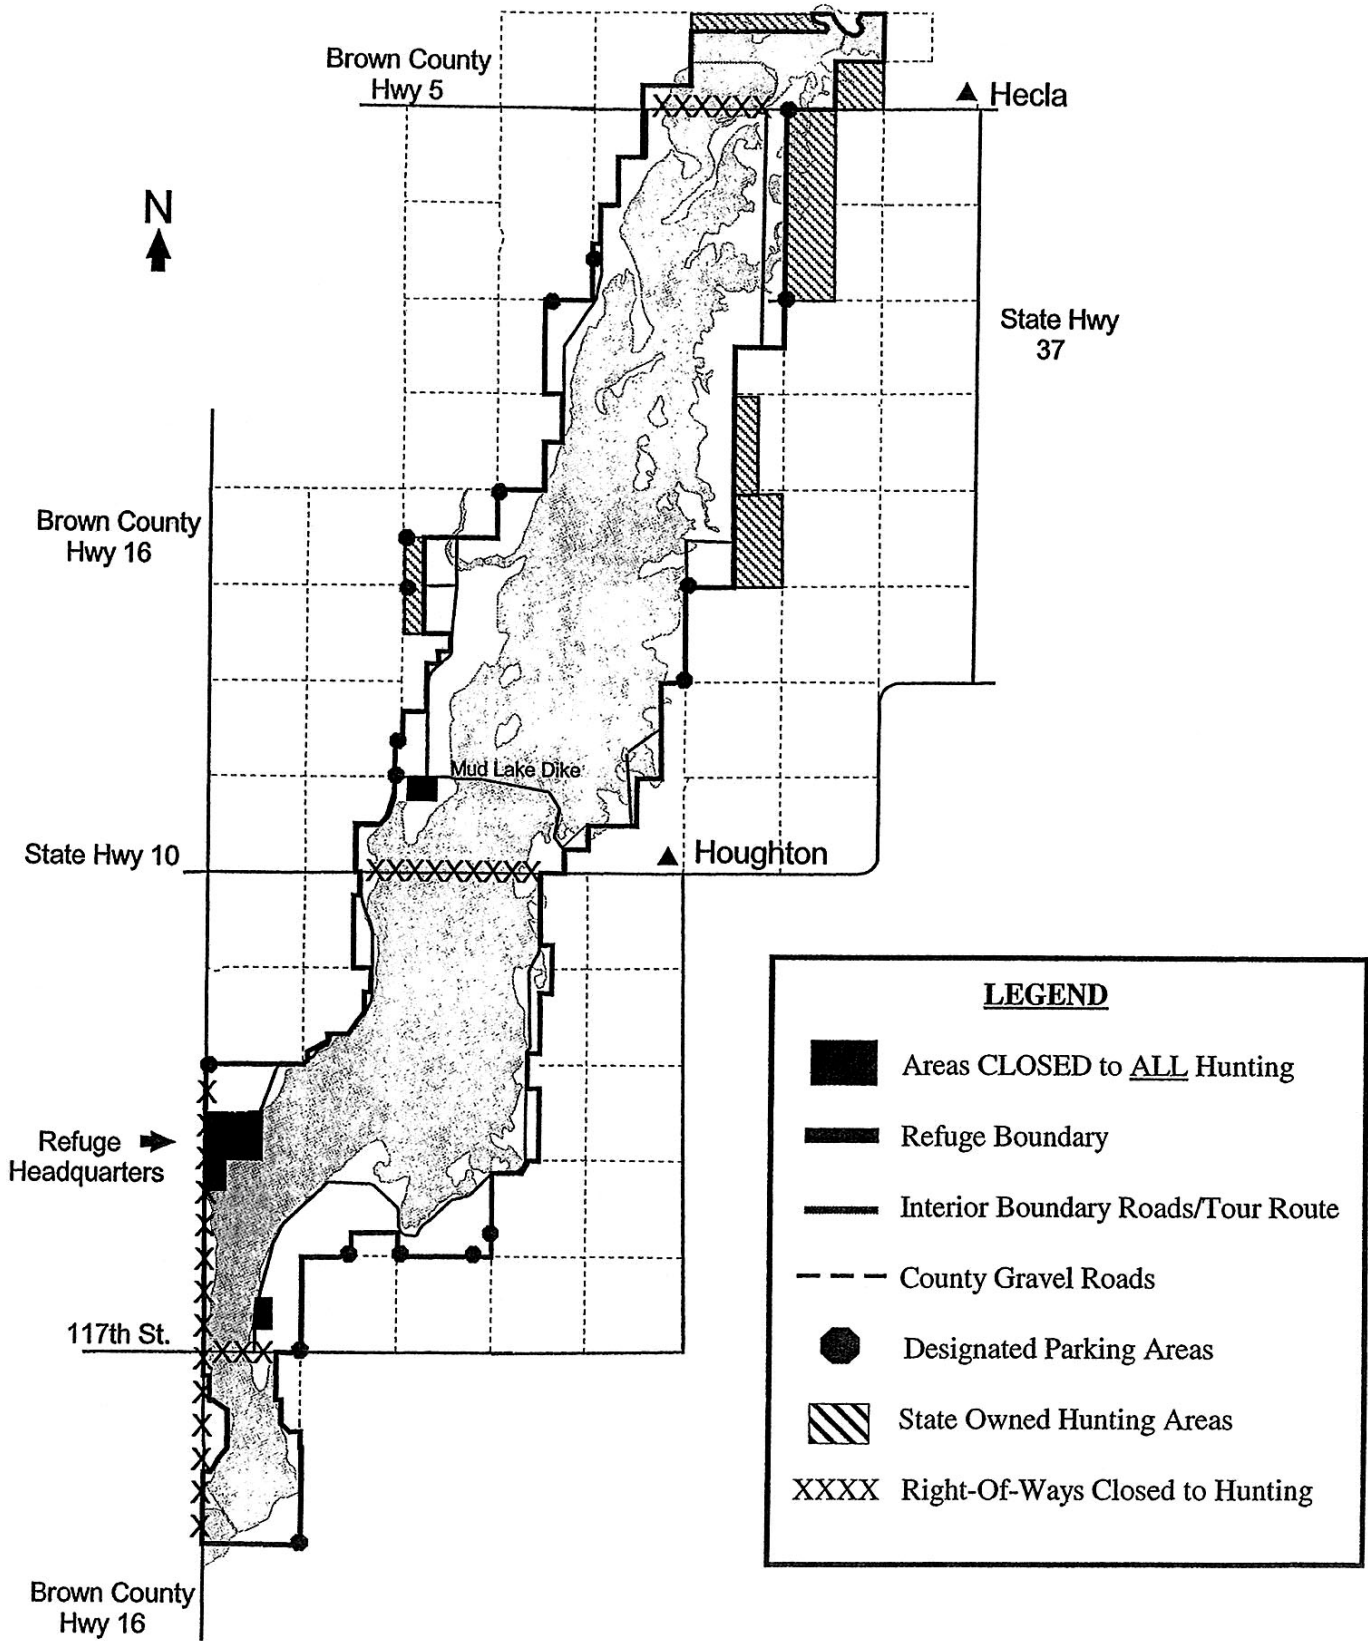 Brown County
Hwy 5
Hecla
N
State Hwy
37
Brown County
Hwy 16
Mud Lake Dike
State Hwy 10
Houghton
XXXXXX
XXXXXXXXX
Refuge
Headquarters
117th St.
XXX
Brown County
Hwy 16
LEGEND
Areas CLOSED to ALL Hunting
Refuge Boundary
Interior Boundary Roads/Tour Route
County Gravel Roads
Designated Parking Areas
State Owned Hunting Areas
XXXX Right-Of-Ways Closed to Hunting